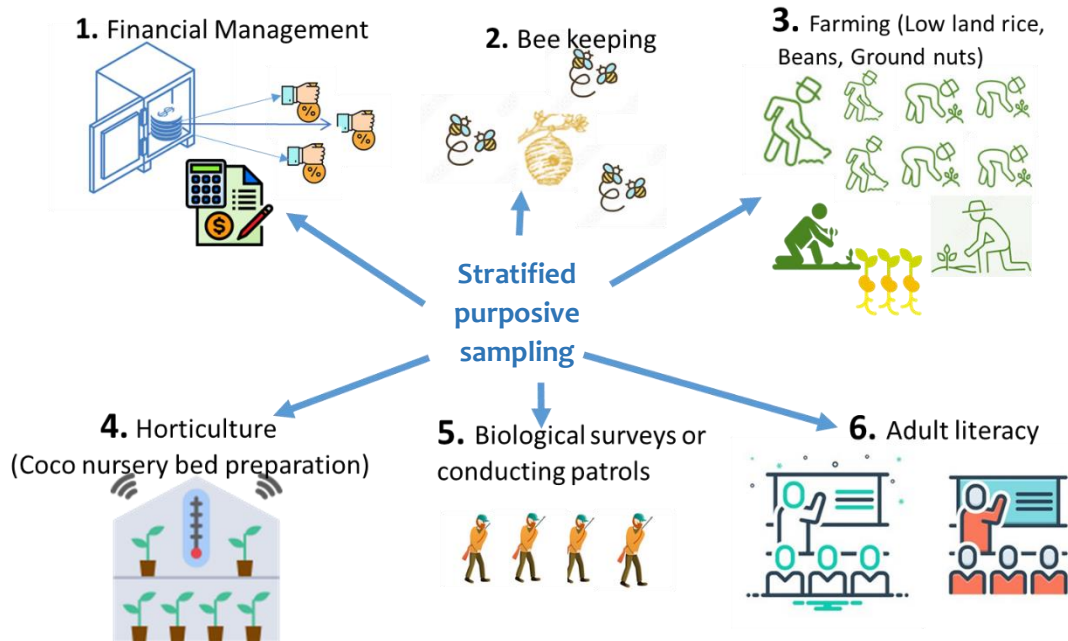 1. Financial Management
2. Bee keeping
3. Farming (Low land rice,
Beans, Ground nuts)
Stratified
purposive
sampling
4. Horticulture
(Coco nursery bed preparation)
5. Biological surveys or
conducting patrols
6. Adult literacy